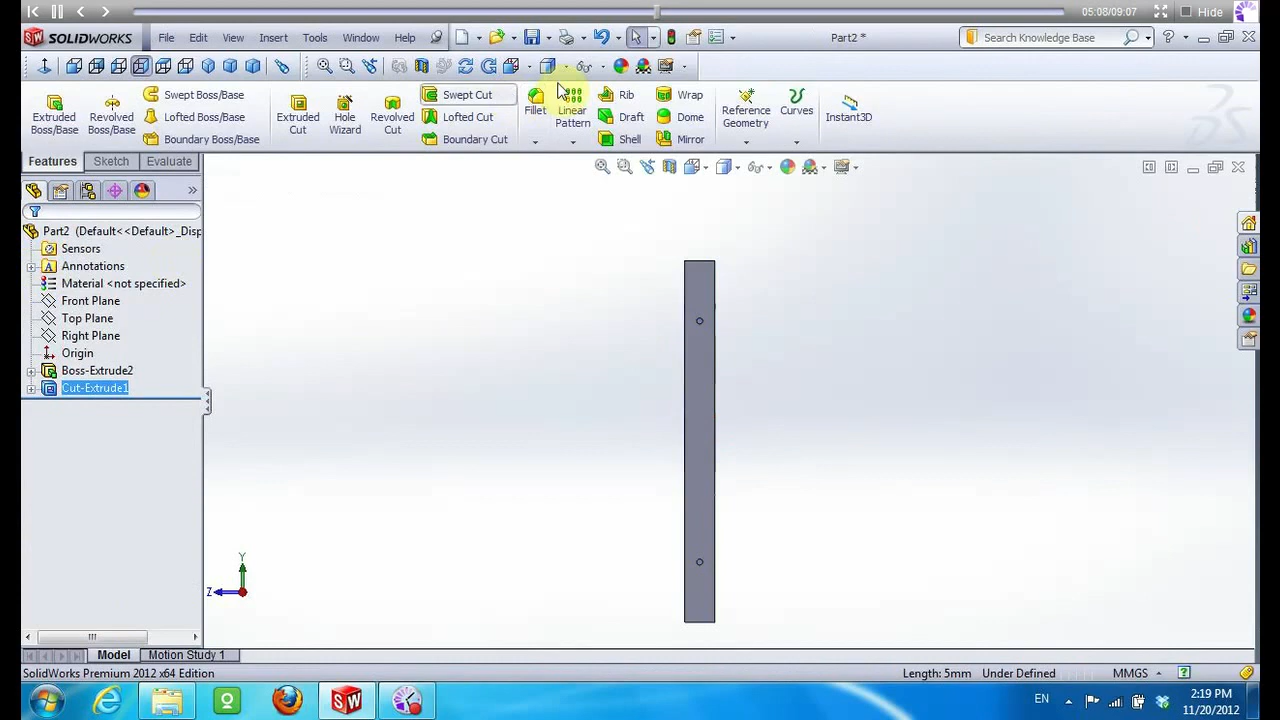 05:08/09:07
Hide
SOLIDWORKS
File
Edit
View
Insert
Tools
Window
Help
Part2 *
Search Knowledge Base
Extruded Boss/Base
Revolved Boss/Base
Swept Boss/Base
Lofted Boss/Base
Boundary Boss/Base
Extruded Cut
Hole Wizard
Revolved Cut
Swept Cut
Lofted Cut
Boundary Cut
Fillet
Linear Pattern
Rib
Draft
Shell
Wrap
Dome
Mirror
Reference Geometry
Curves
Instant3D
Features
Sketch
Evaluate
Part2 (Default<<Default>_Disp
Sensors
Annotations
Material <not specified>
Front Plane
Top Plane
Right Plane
Origin
Boss-Extrude2
Cut-Extrude1
Y
Z
Model
Motion Study 1
SolidWorks Premium 2012 x64 Edition
Length: 5mm
Under Defined
MMGS
EN
2:19 PM
11/20/2012